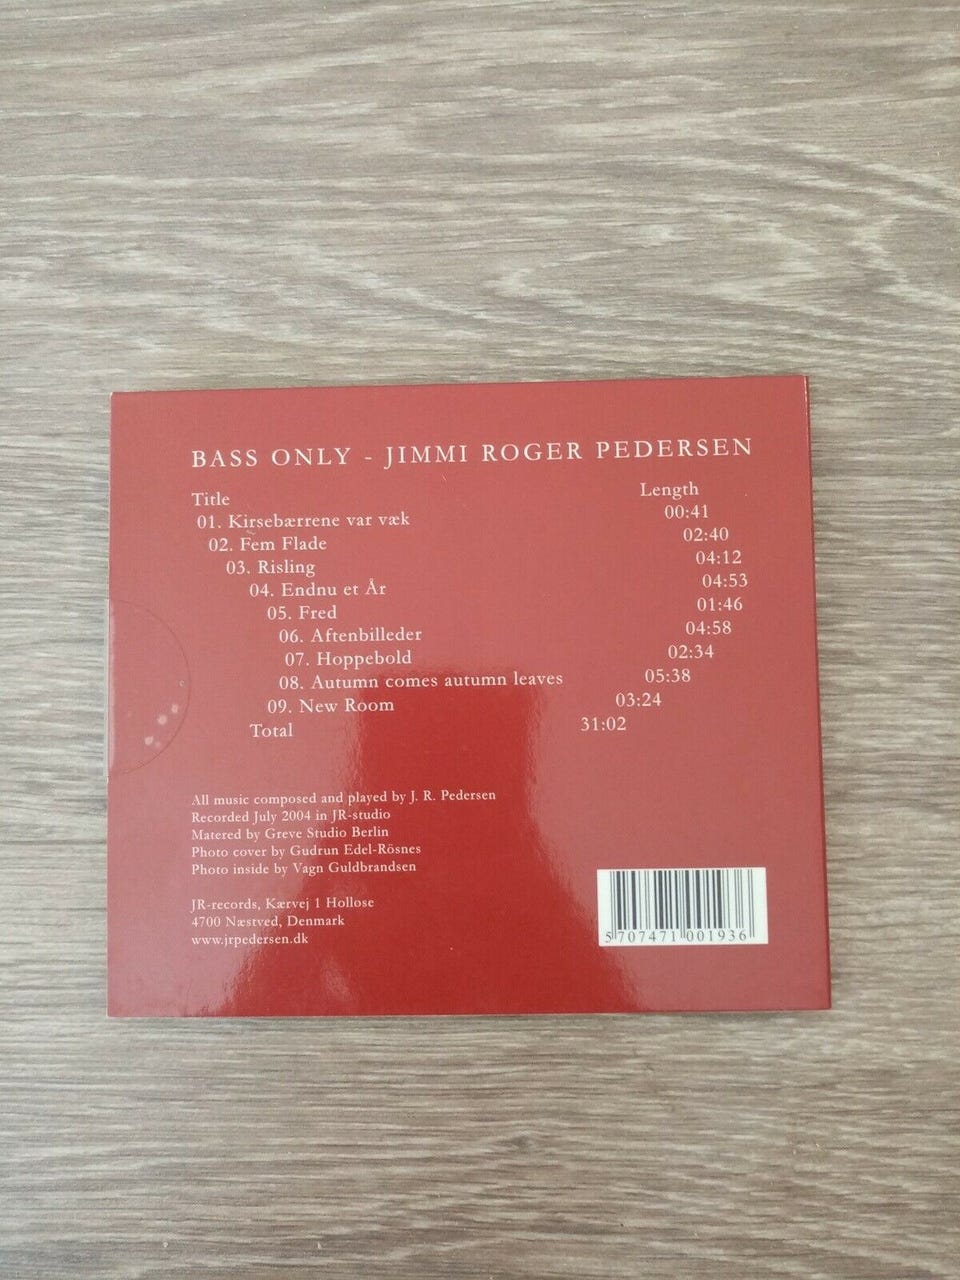 BASS ONLY - JIMMI ROGER PEDERSEN
Title Length
01. Kirsebærrene var væk 00:41
02. Fem Flade 02:40
03. Risling 04:12
04. Endnu et År 04:53
05. Fred 01:46
06. Aftenbilleder 04:58
07. Hoppebold 02:34
08. Autumn comes autumn leaves 05:38
09. New Room 03:24
Total 31:02
All music composed and played by J. R. Pedersen
Recorded July 2004 in JR-studio
Matered by Greve Studio Berlin
Photo cover by Gudrun Edel-Rösnes
Photo inside by Vagn Guldbrandsen
JR-records, Kærvej 1 Hollose
4700 Næstved, Denmark
www.jrpedersen.dk
5 707471 001936